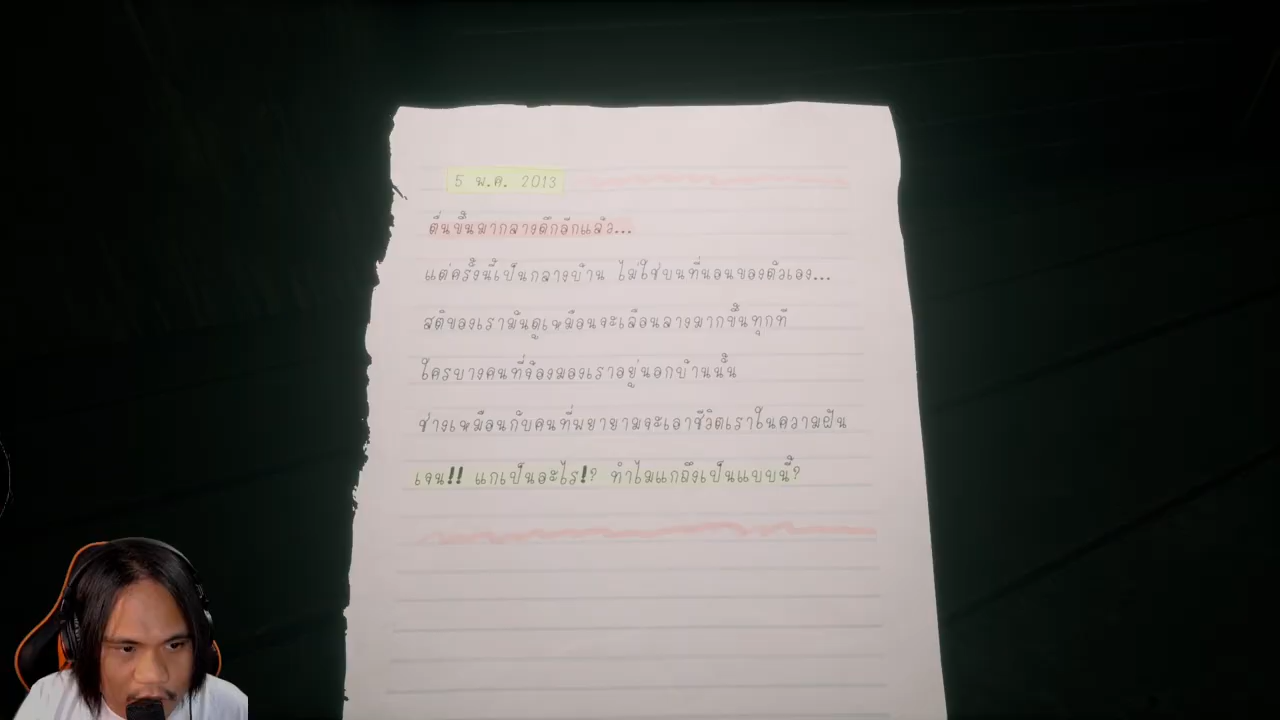 5 พ.ค. 2013
ตื่นขึ้นมากลางดึกอีกแล้ว...
แต่ครั้งนี้เป็นกลางบ้าน ไม่ใช่บนที่นอนของตัวเอง...
สติของเรามันดูเหมือนจะเลือนลางมากขึ้นทุกที
ใครบางคนที่จ้องมองเราอยู่นอกบ้านนั้น
ช่างเหมือนกับคนที่พยายามจะเอาชีวิตเราในความฝัน
เจน!! แกเป็นอะไร!? ทำไมแกถึงเป็นแบบนี้?